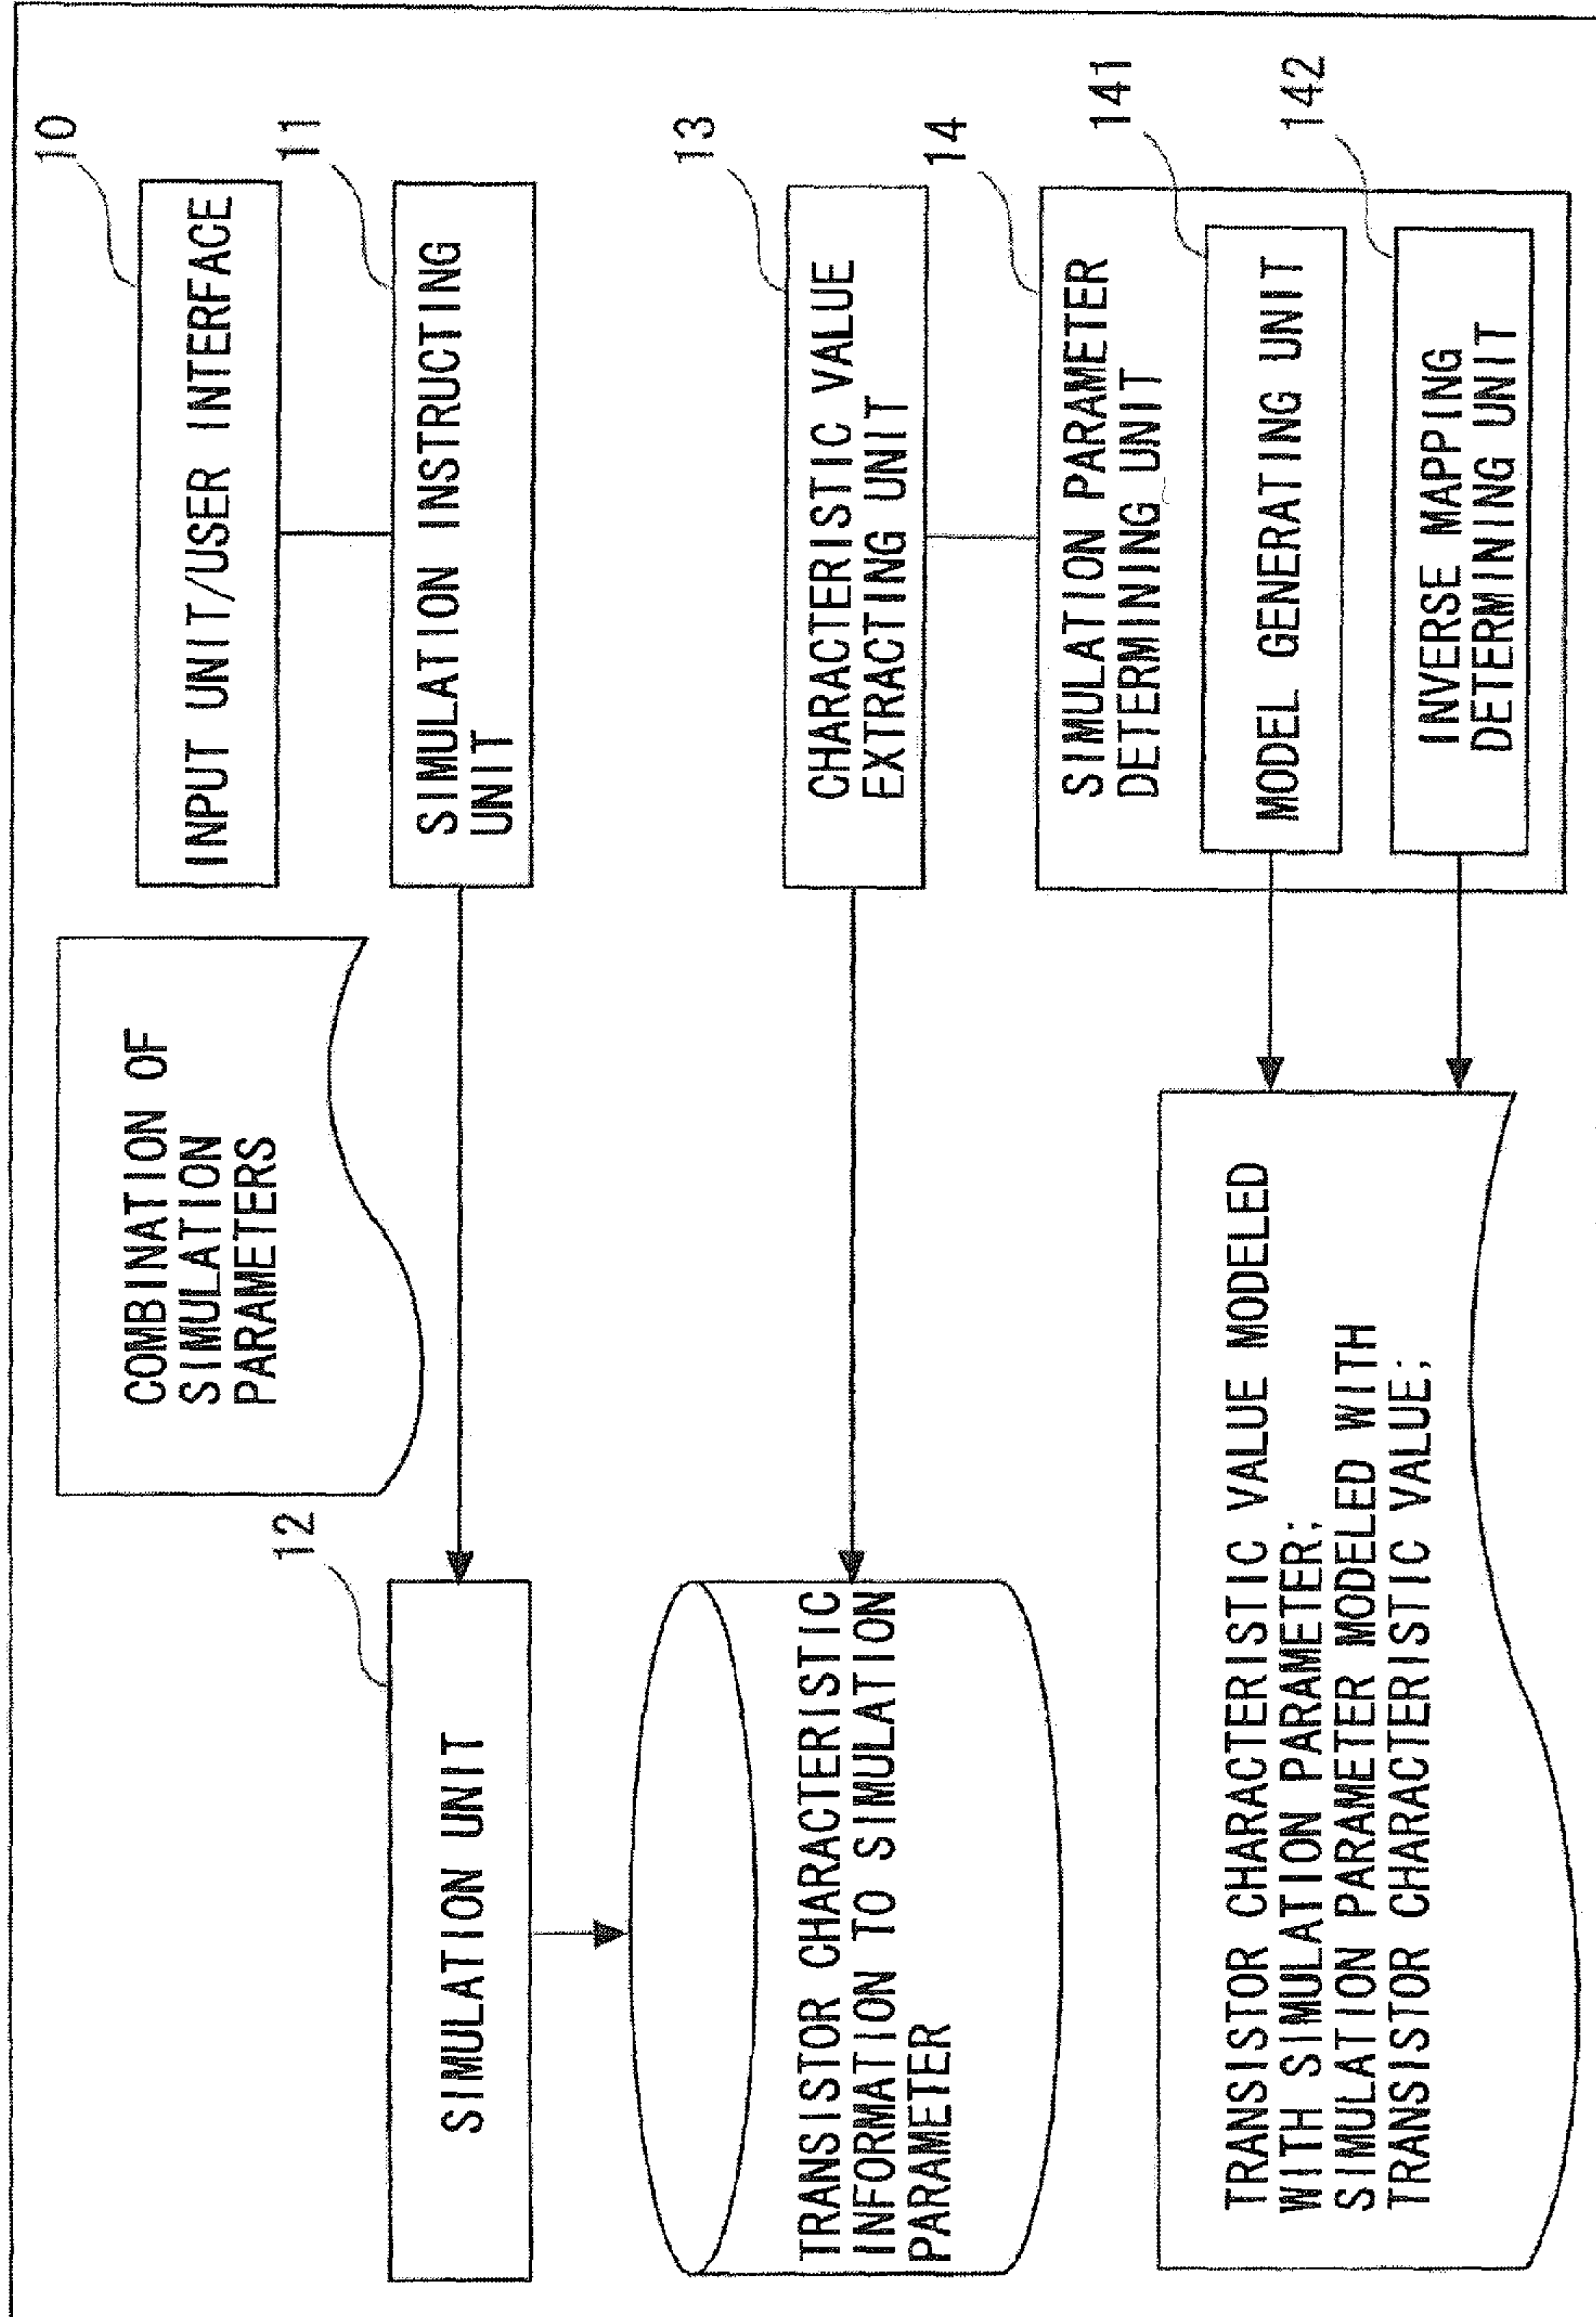 COMBINATION OF
SIMULATION
PARAMETERS
10
INPUT UNIT/USER INTERFACE
12
SIMULATION UNIT
11
SIMULATION INSTRUCTING
UNIT
TRANSISTOR CHARACTERISTIC
INFORMATION TO SIMULATION
PARAMETER
13
CHARACTERISTIC VALUE
EXTRACTING UNIT
14
SIMULATION PARAMETER
DETERMINING UNIT
141
MODEL GENERATING UNIT
142
INVERSE MAPPING
DETERMINING UNIT
TRANSISTOR CHARACTERISTIC VALUE MODELED
WITH SIMULATION PARAMETER;
SIMULATION PARAMETER MODELED WITH
TRANSISTOR CHARACTERISTIC VALUE;